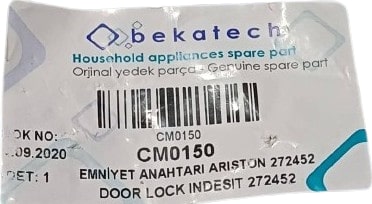 bekatech
Household appliances spare part
Orjinal yedek parça - Genuine spare part
CM0150
OK NO:
.09.2020
CM0150
DET: 1
EMNİYET ANAHTARI ARISTON 272452
DOOR LOCK INDESIT 272452